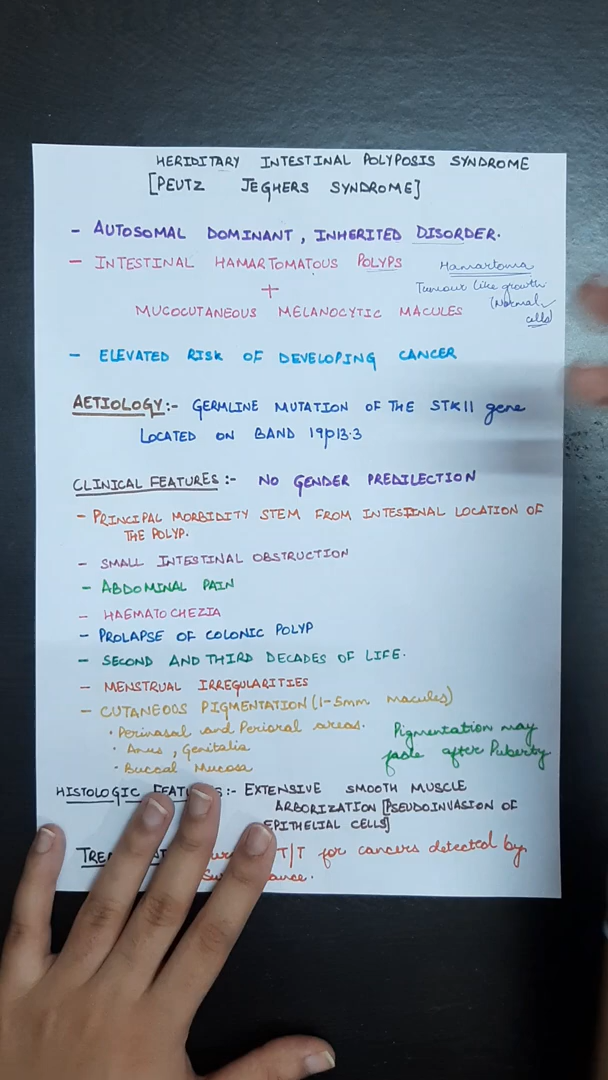 HERIDITARY INTESTINAL POLYPOSIS SYNDROME
[PEUTZ JEGHERS SYNDROME]
- AUTOSOMAL DOMINANT, INHERITED DISORDER.
- INTESTINAL HAMARTOMATOUS POLYPS
Hamartoma
Tumour like growth
(Normal
cells)
+
MUCOCUTANEOUS MELANOCYTIC MACULES
- ELEVATED RISK OF DEVELOPING CANCER
AETIOLOGY:- GERMLINE MUTATION OF THE STK11 gene
LOCATED ON BAND 19p13.3
CLINICAL FEATURES:- NO GENDER PREDILECTION
- PRINCIPAL MORBIDITY STEM FROM INTESTINAL LOCATION OF
THE POLYP.
- SMALL INTESTINAL OBSTRUCTION
- ABDOMINAL PAIN
- HAEMATOCHEZIA
- PROLAPSE OF COLONIC POLYP
- SECOND AND THIRD DECADES OF LIFE.
- MENSTRUAL IRREGULARITIES
- CUTANEOUS PIGMENTATION (1-5mm macules)
• Perinasal and Perioral areas.
• Anus, Genitalia
• Buccal Mucosa
Pigmentation may
fade after Puberty
HISTOLOGIC FEATURES:- EXTENSIVE SMOOTH MUSCLE
ARBORIZATION [PSEUDOINVASION OF
EPITHELIAL CELLS]
T/T for cancers detected by